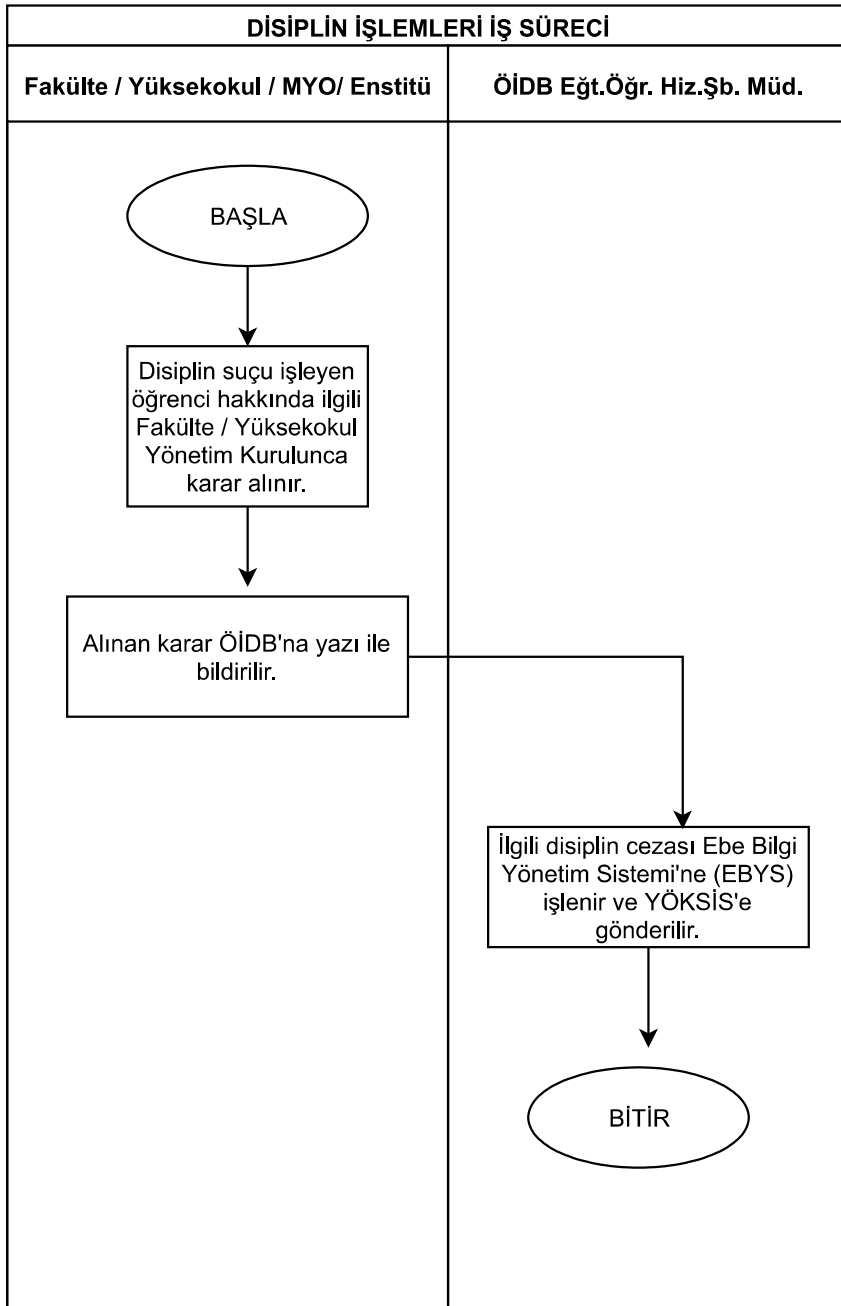 DİSİPLİN İŞLEMLERİ İŞ SÜRECİ
Fakülte / Yüksekokul / MYO/ Enstitü
ÖİDB Eğt.Öğr. Hiz.Şb. Müd.
BAŞLA
Disiplin suçu işleyen
öğrenci hakkında ilgili
Fakülte / Yüksekokul
Yönetim Kurulunca
karar alınır.
Alınan karar ÖİDB'na yazı ile
bildirilir.
İlgili disiplin cezası Ebe Bilgi
Yönetim Sistemi'ne (EBYS)
işlenir ve YÖKSİS'e
gönderilir.
BİTİR